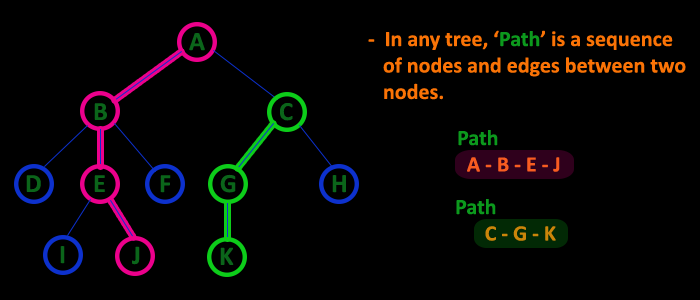 A
B
C
D
E
F
G
H
I
J
K
- In any tree, ‘Path’ is a sequence
of nodes and edges between two
nodes.
Path
A - B - E - J
Path
C - G - K